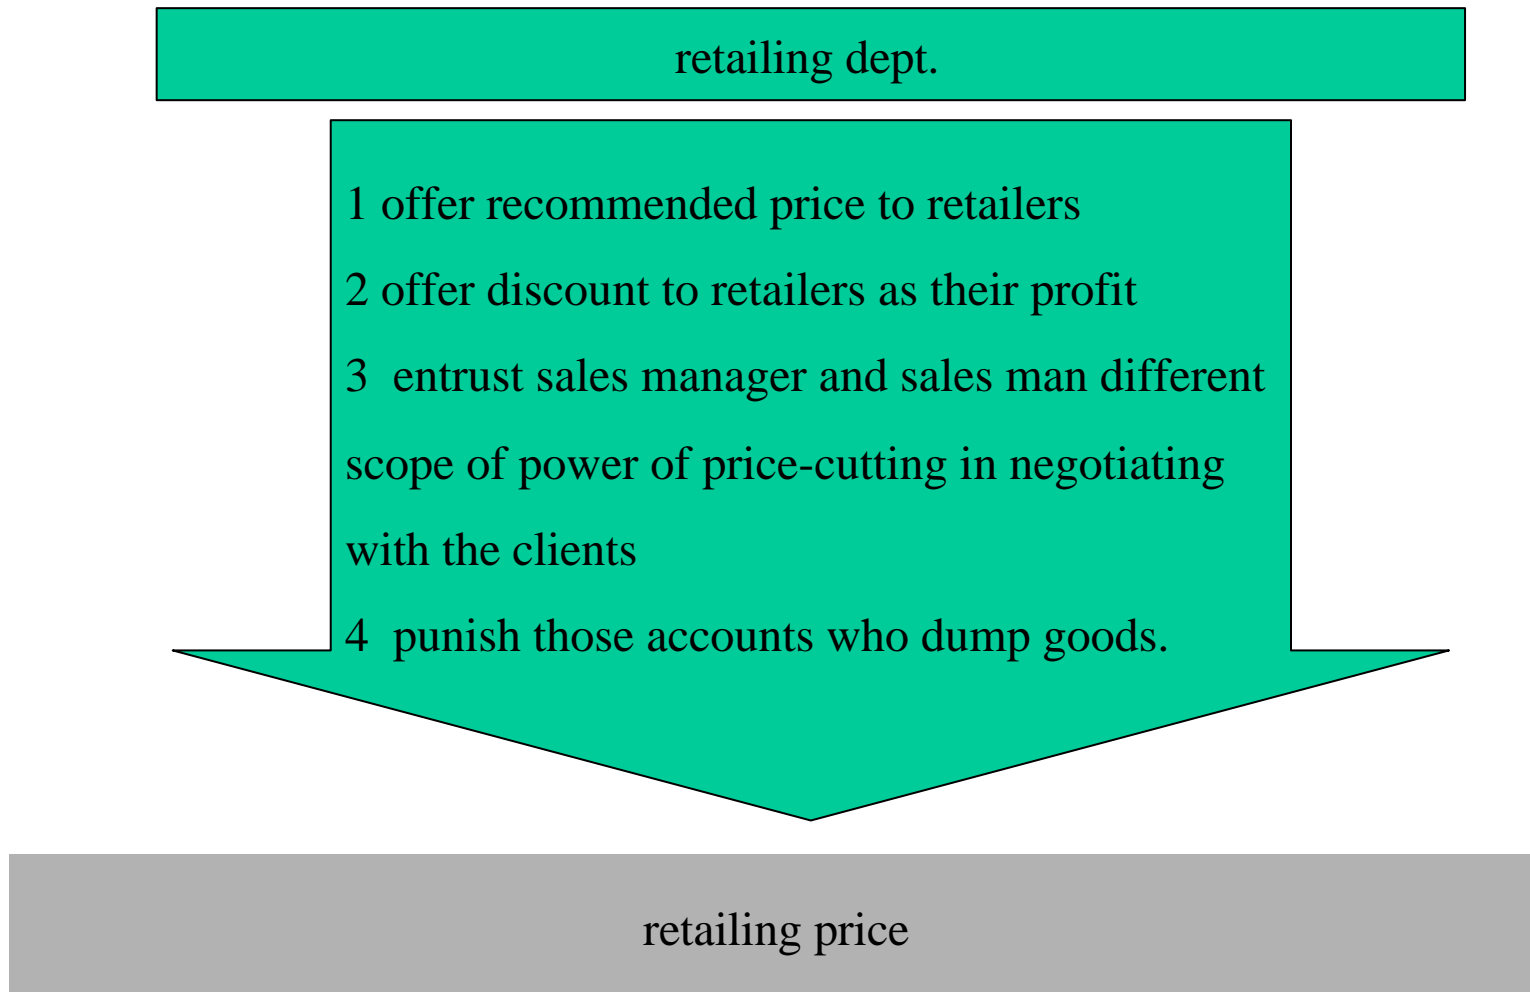 retailing dept.
1 offer recommended price to retailers
2 offer discount to retailers as their profit
3  entrust sales manager and sales man different
scope of power of price-cutting in negotiating
with the clients
4  punish those accounts who dump goods.
retailing price